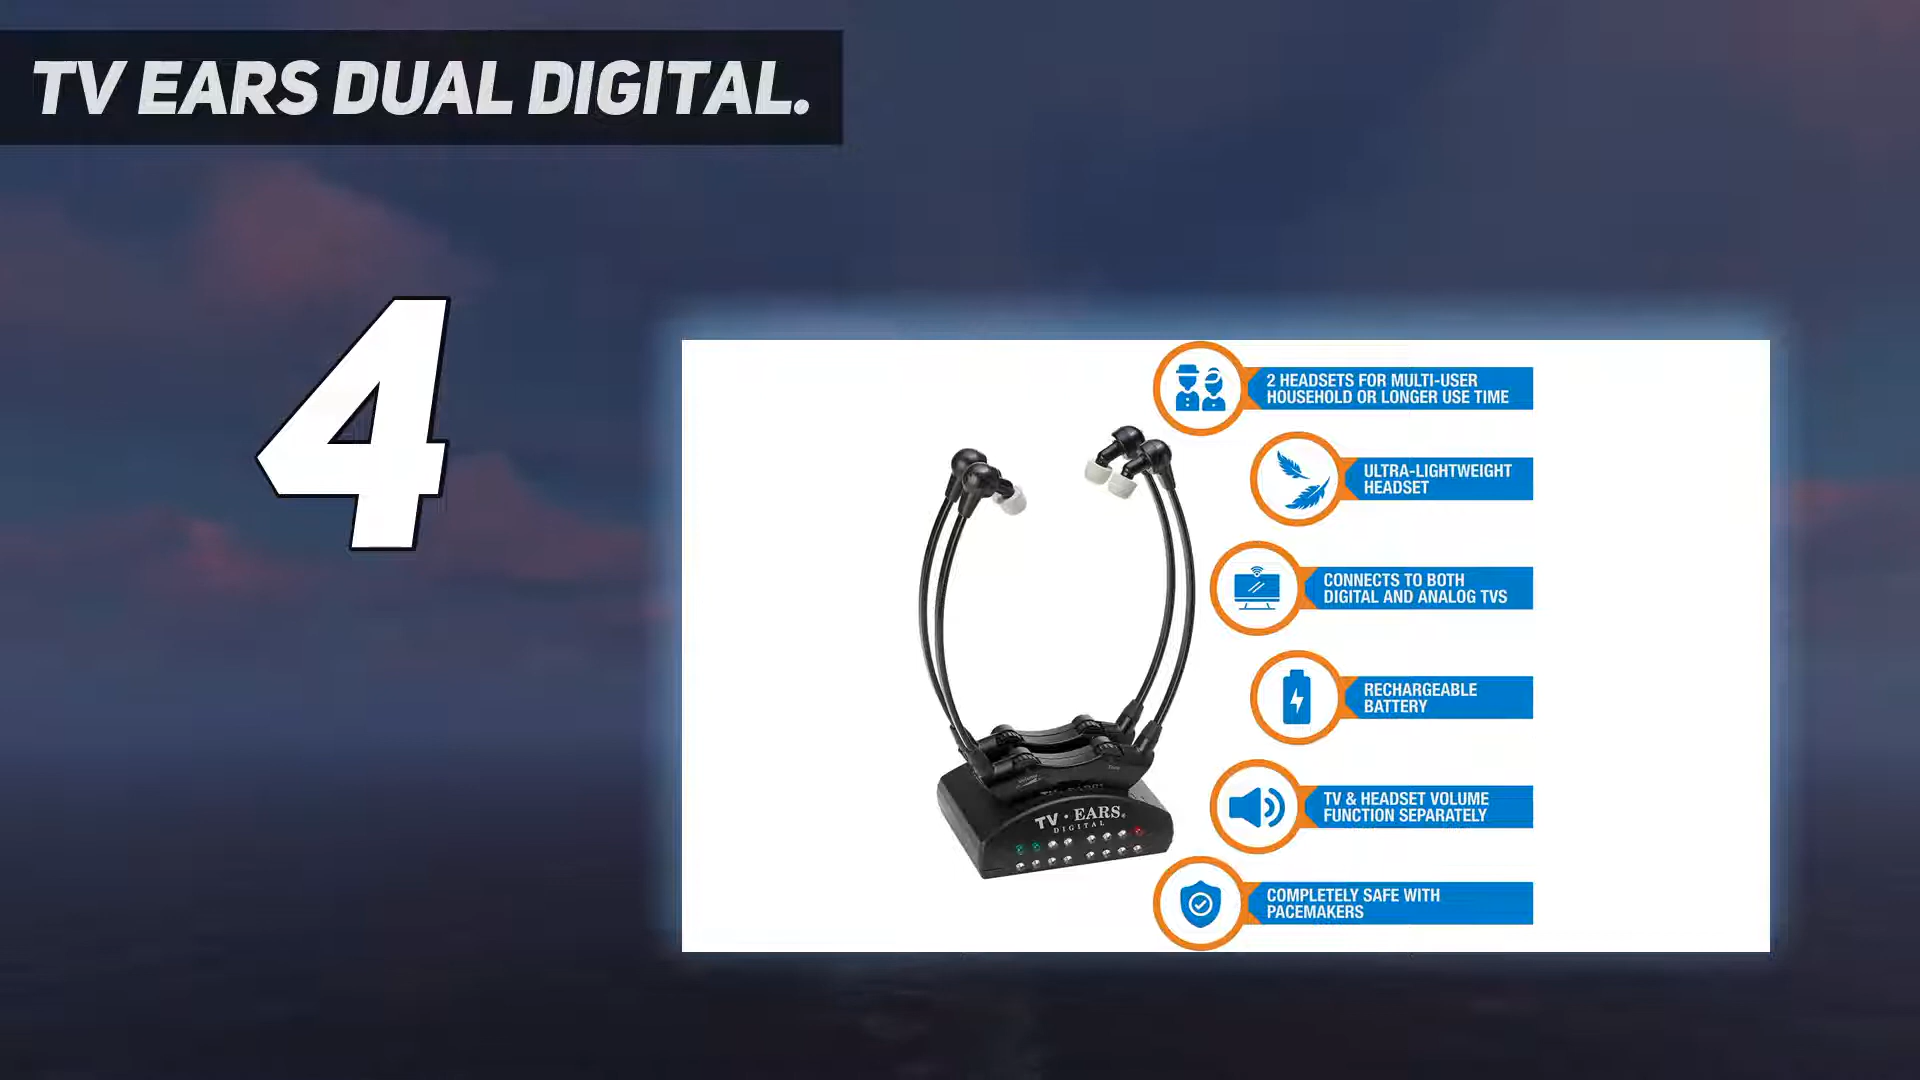 TV EARS DUAL DIGITAL.
4
2 HEADSETS FOR MULTI-USER
HOUSEHOLD OR LONGER USE TIME
ULTRA-LIGHTWEIGHT
HEADSET
CONNECTS TO BOTH
DIGITAL AND ANALOG TVS
RECHARGEABLE
BATTERY
TV & HEADSET VOLUME
FUNCTION SEPARATELY
COMPLETELY SAFE WITH
PACEMAKERS
TV • EARS®
DIGITAL